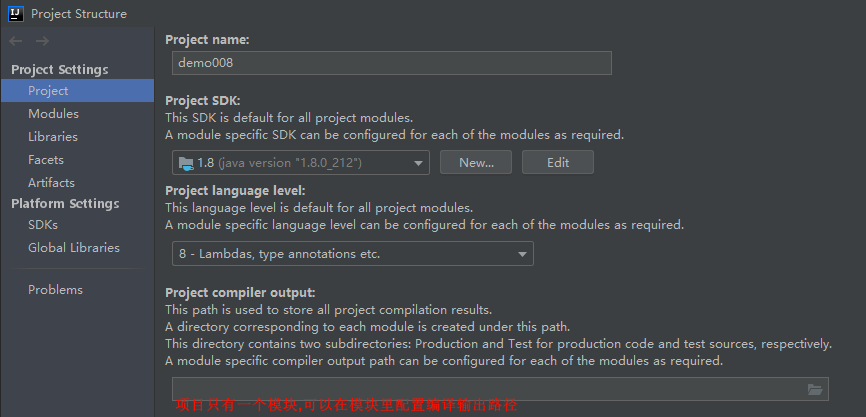 Project Structure
Project Settings
Project
Modules
Libraries
Facets
Artifacts
Platform Settings
SDKs
Global Libraries
Problems
Project name:
demo008
Project SDK:
This SDK is default for all project modules.
A module specific SDK can be configured for each of the modules as required.
1.8 (java version "1.8.0_212")
New...
Edit
Project language level:
This language level is default for all project modules.
A module specific language level can be configured for each of the modules as required.
8 - Lambdas, type annotations etc.
Project compiler output:
This path is used to store all project compilation results.
A directory corresponding to each module is created under this path.
This directory contains two subdirectories: Production and Test for production code and test sources, respectively.
A module specific compiler output path can be configured for each of the modules as required.
项目只有一个模块,可以在模块里配置编译输出路径